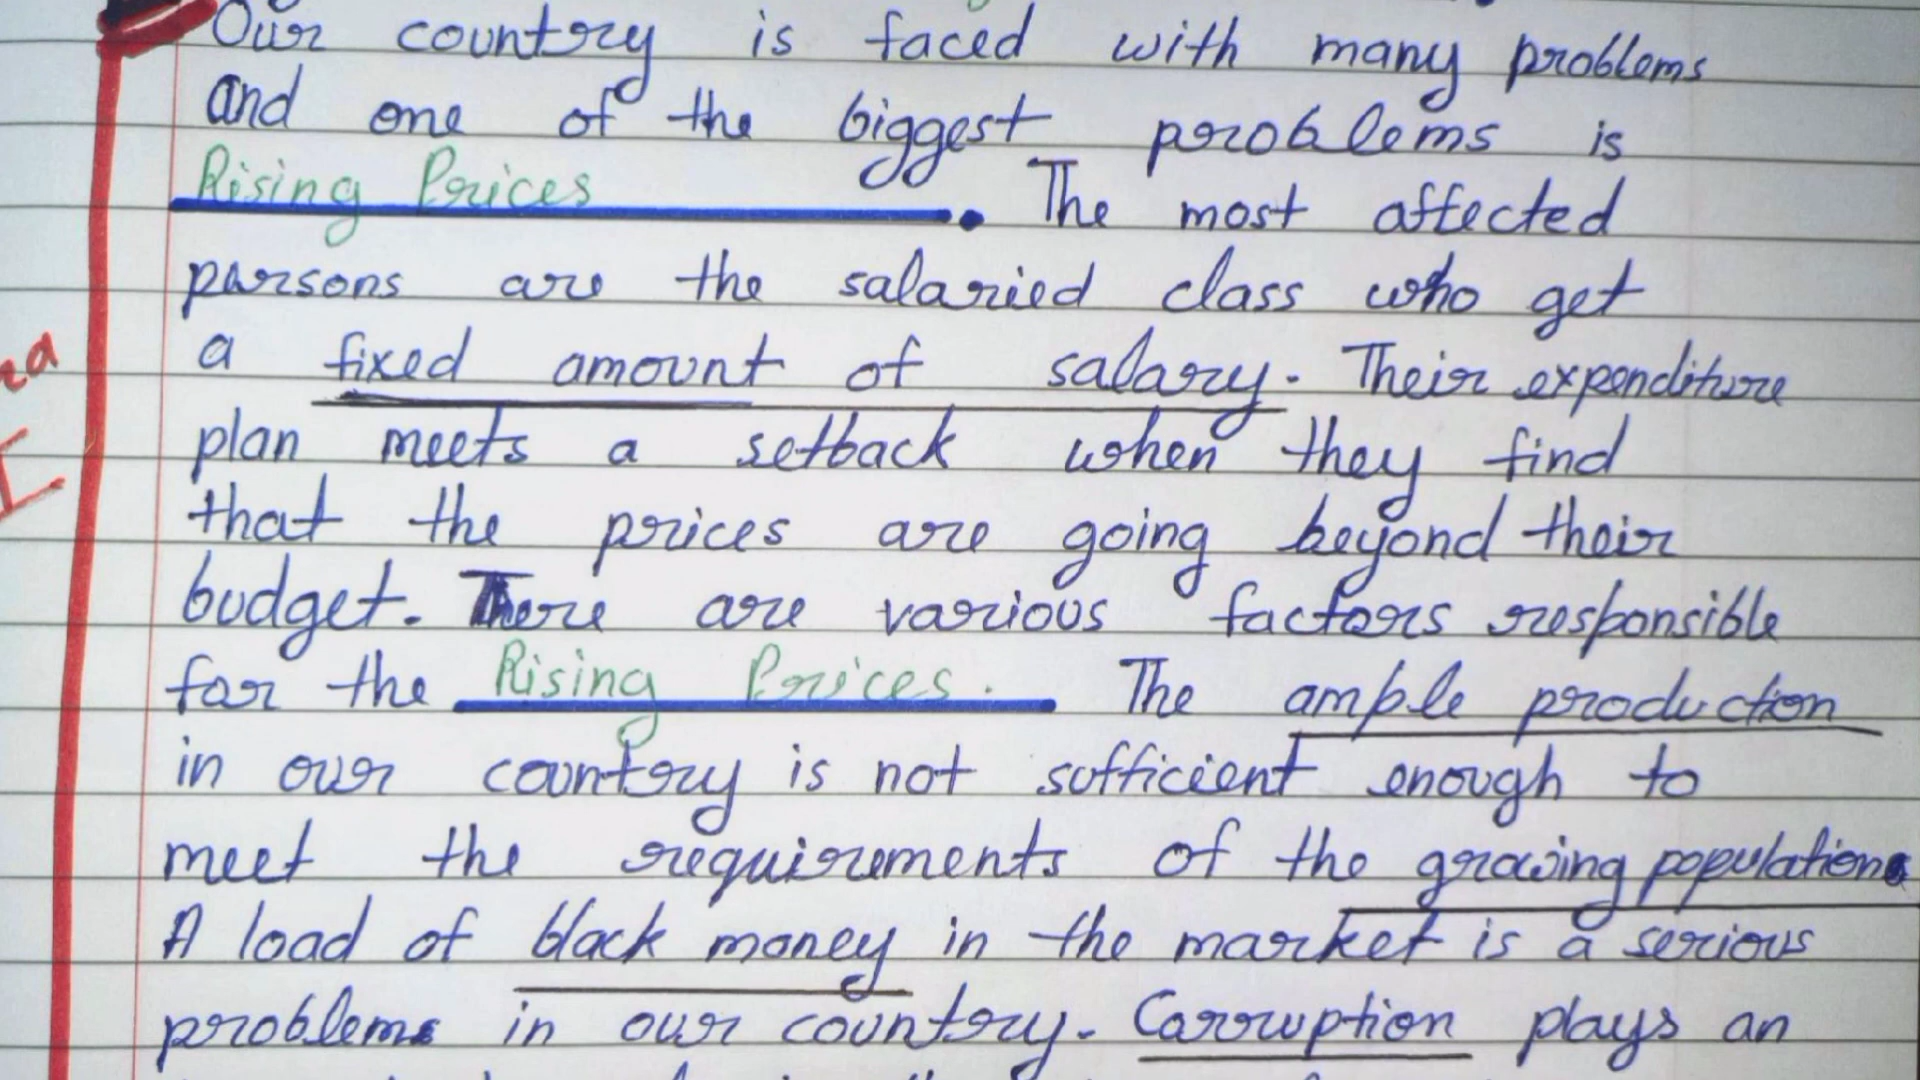 Our country is faced with many problems
and one of the biggest problems is
Rising Prices. The most affected
persons are the salaried class who get
a fixed amount of salary. Their expenditure
plan meets a setback when they find
that the prices are going beyond their
budget. There are various factors responsible
for the Rising Prices. The ample production
in our country is not sufficient enough to
meet the requirements of the growing population.
A load of black money in the market is a serious
problem in our country. Corruption plays an